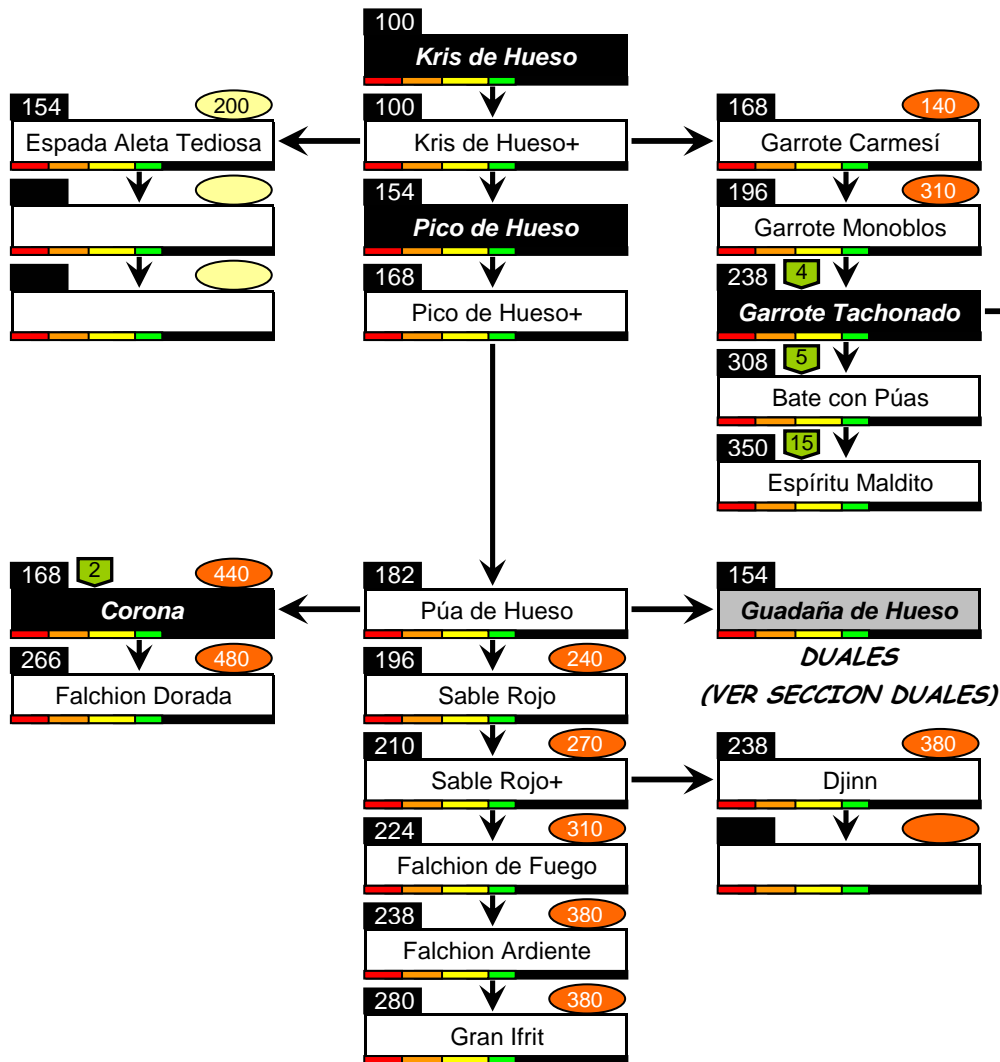 100
Kris de Hueso
154 200 100 168 140
Espada Aleta Tediosa Kris de Hueso+ Garrote Carmesí
154 196 310
Pico de Hueso Garrote Monoblos
168 238 4
Pico de Hueso+ Garrote Tachonado
308 5
Bate con Púas
350 15
Espíritu Maldito
168 2 440 182 154
Corona Púa de Hueso Guadaña de Hueso
266 480 196 240 DUALES
Falchion Dorada Sable Rojo (VER SECCION DUALES)
210 270 238 380
Sable Rojo+ Djinn
224 310
Falchion de Fuego
238 380
Falchion Ardiente
280 380
Gran Ifrit